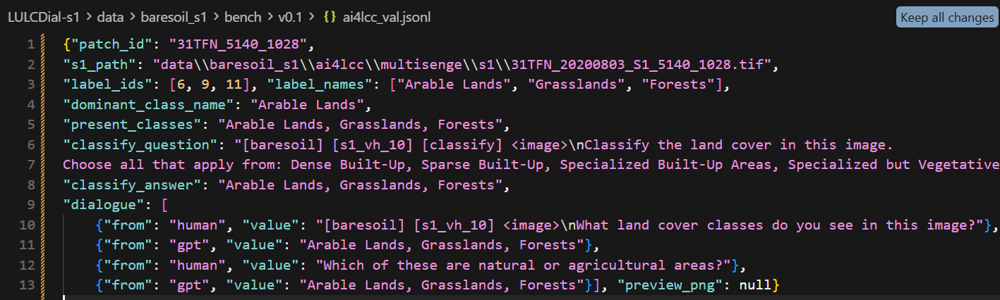 LULCDial-s1 > data > baresoil_s1 > bench > v0.1 > {} ai4lcc_val.jsonl
Keep all changes
1 {"patch_id": "31TFN_5140_1028",
2 "s1_path": "data\\baresoil_s1\\ai4lcc\\multisenge\\s1\\31TFN_20200803_S1_5140_1028.tif",
3 "label_ids": [6, 9, 11], "label_names": ["Arable Lands", "Grasslands", "Forests"],
4 "dominant_class_name": "Arable Lands",
5 "present_classes": "Arable Lands, Grasslands, Forests",
6 "classify_question": "[baresoil] [s1_vh_10] [classify] <image>\nClassify the land cover in this image.
7 Choose all that apply from: Dense Built-Up, Sparse Built-Up, Specialized Built-Up Areas, Specialized but Vegetative
8 "classify_answer": "Arable Lands, Grasslands, Forests",
9 "dialogue": [
10 {"from": "human", "value": "[baresoil] [s1_vh_10] <image>\nWhat land cover classes do you see in this image?"},
11 {"from": "gpt", "value": "Arable Lands, Grasslands, Forests"},
12 {"from": "human", "value": "Which of these are natural or agricultural areas?"},
13 {"from": "gpt", "value": "Arable Lands, Grasslands, Forests"}], "preview_png": null}